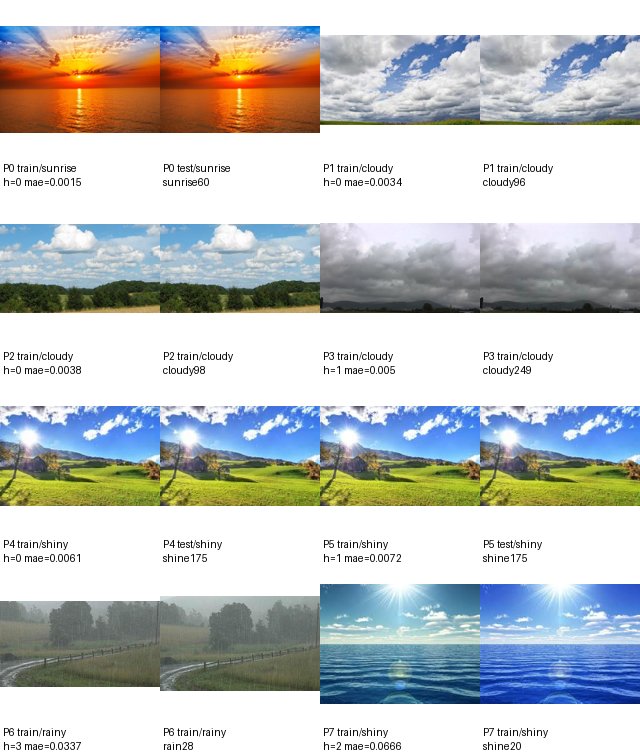 P0 train/sunrise
h=0 mae=0.0015
P0 test/sunrise
sunrise60
P1 train/cloudy
h=0 mae=0.0034
P1 train/cloudy
cloudy96
P2 train/cloudy
h=0 mae=0.0038
P2 train/cloudy
cloudy98
P3 train/cloudy
h=1 mae=0.005
P3 train/cloudy
cloudy249
P4 train/shiny
h=0 mae=0.0061
P4 test/shiny
shine175
P5 train/shiny
h=1 mae=0.0072
P5 test/shiny
shine175
P6 train/rainy
h=3 mae=0.0337
P6 train/rainy
rain28
P7 train/shiny
h=2 mae=0.0666
P7 train/shiny
shine20